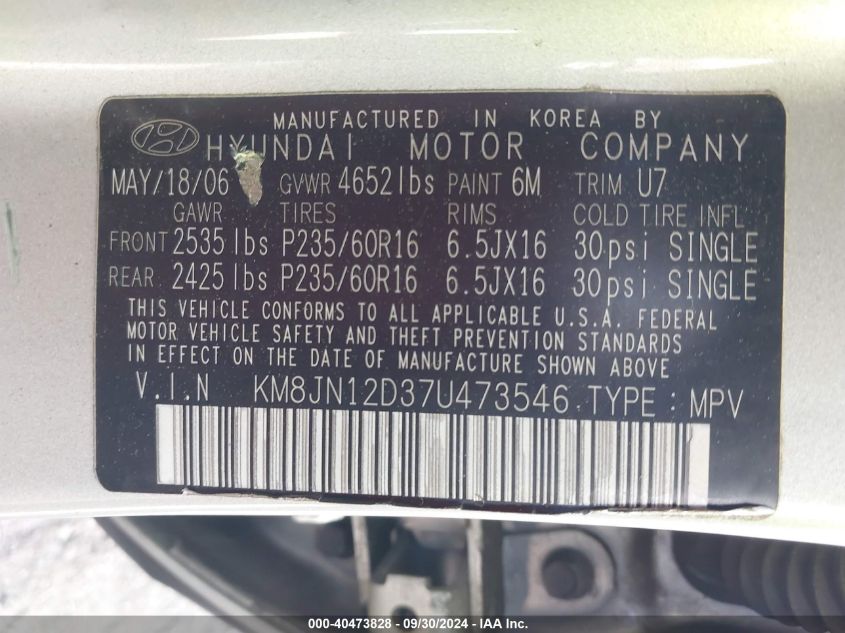 MANUFACTURED IN KOREA BY
HYUNDAI MOTOR COMPANY
MAY/18/06 GVWR 4652lbs PAINT 6M TRIM U7
GAWR TIRES RIMS COLD TIRE INFL
FRONT 2535lbs P235/60R16 6.5JX16 30psi SINGLE
REAR 2425lbs P235/60R16 6.5JX16 30psi SINGLE
THIS VEHICLE CONFORMS TO ALL APPLICABLE U.S.A. FEDERAL
MOTOR VEHICLE SAFETY AND THEFT PREVENTION STANDARDS
IN EFFECT ON THE DATE OF MANUFACTURE SHOWN ABOVE
V.I.N KM8JN12D37U473546 TYPE : MPV
000-40473828 - 09/30/2024 - IAA Inc.